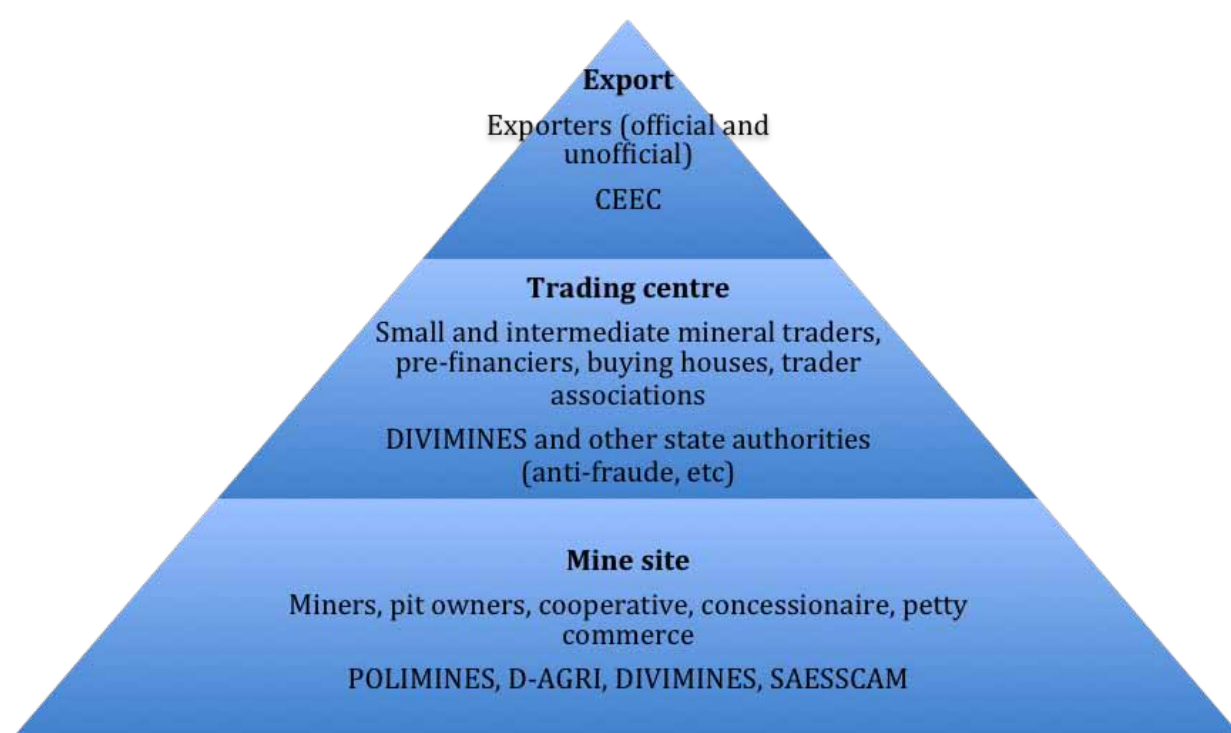 Export
Exporters (official and
unofficial)
CEEC
Trading centre
Small and intermediate mineral traders,
pre-financiers, buying houses, trader
associations
DIVIMINES and other state authorities
(anti-fraude, etc)
Mine site
Miners, pit owners, cooperative, concessionaire, petty
commerce
POLIMINES, D-AGRI, DIVIMINES, SAESSCAM